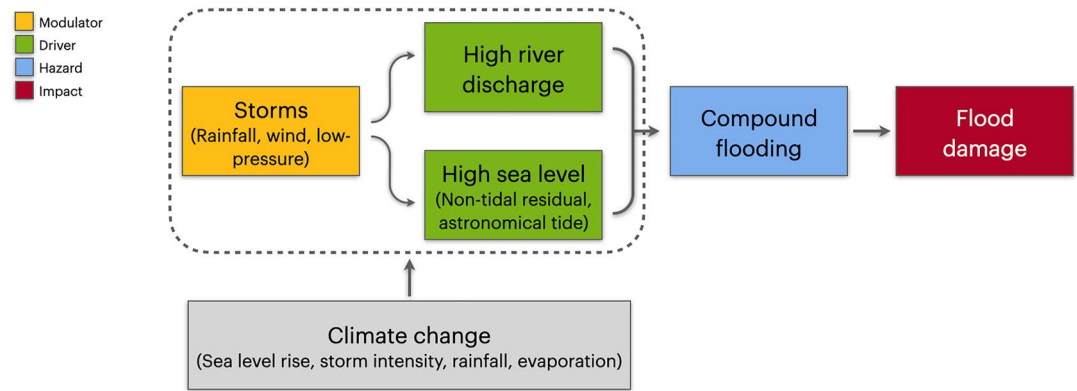 Modulator
Driver
Hazard
Impact
Storms
(Rainfall, wind, low-
pressure)
High river
discharge
High sea level
(Non-tidal residual,
astronomical tide)
Compound
flooding
Flood
damage
Climate change
(Sea level rise, storm intensity, rainfall, evaporation)